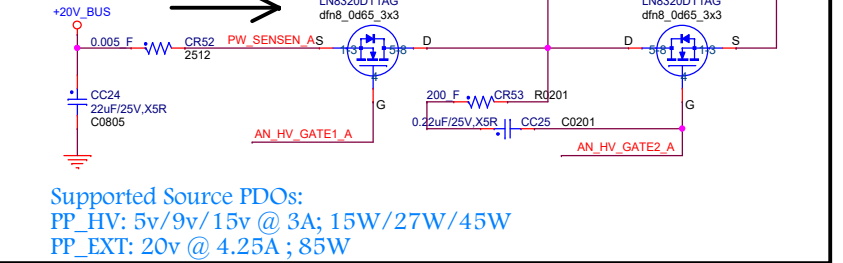 LN8320DT1AG
LN8320DT1AG
+20V_BUS
dfn8_0d65_3x3
dfn8_0d65_3x3
0.005_F
CR52
PW_SENSEN_A
S
1-3
5-8
D
D
5-8
1-3
S
2512
4
4
CC24
22uF/25V,X5R
C0805
G
G
200_F
CR53
R0201
0.22uF/25V,X5R
CC25
C0201
AN_HV_GATE1_A
AN_HV_GATE2_A
Supported Source PDOs:
PP_HV: 5v/9v/15v @ 3A; 15W/27W/45W
PP_EXT: 20v @ 4.25A ; 85W